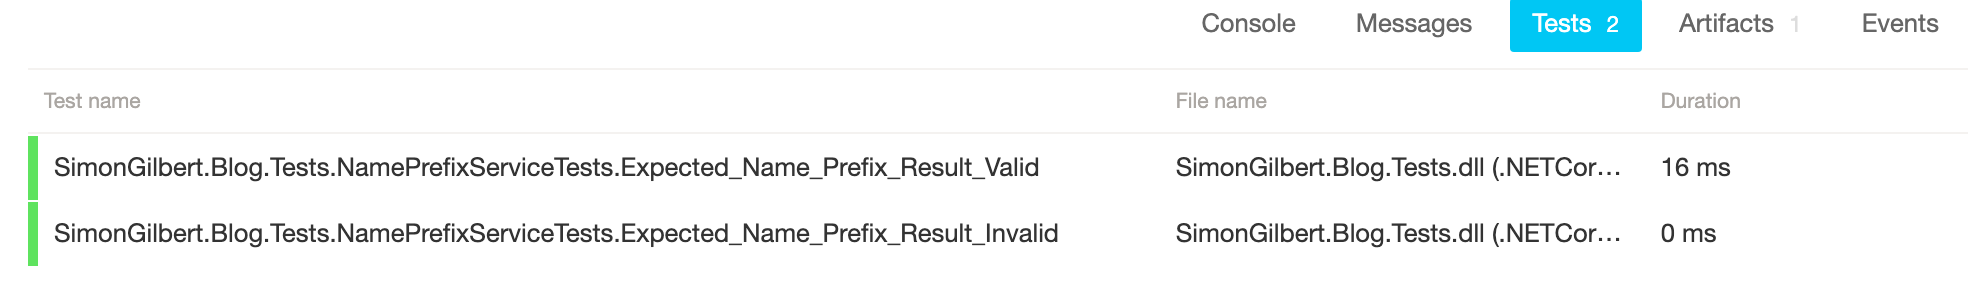 Console Messages Tests 2 Artifacts 1 Events
Test name File name Duration
SimonGilbert.Blog.Tests.NamePrefixServiceTests.Expected_Name_Prefix_Result_Valid SimonGilbert.Blog.Tests.dll (.NETCor… 16 ms
SimonGilbert.Blog.Tests.NamePrefixServiceTests.Expected_Name_Prefix_Result_Invalid SimonGilbert.Blog.Tests.dll (.NETCor… 0 ms